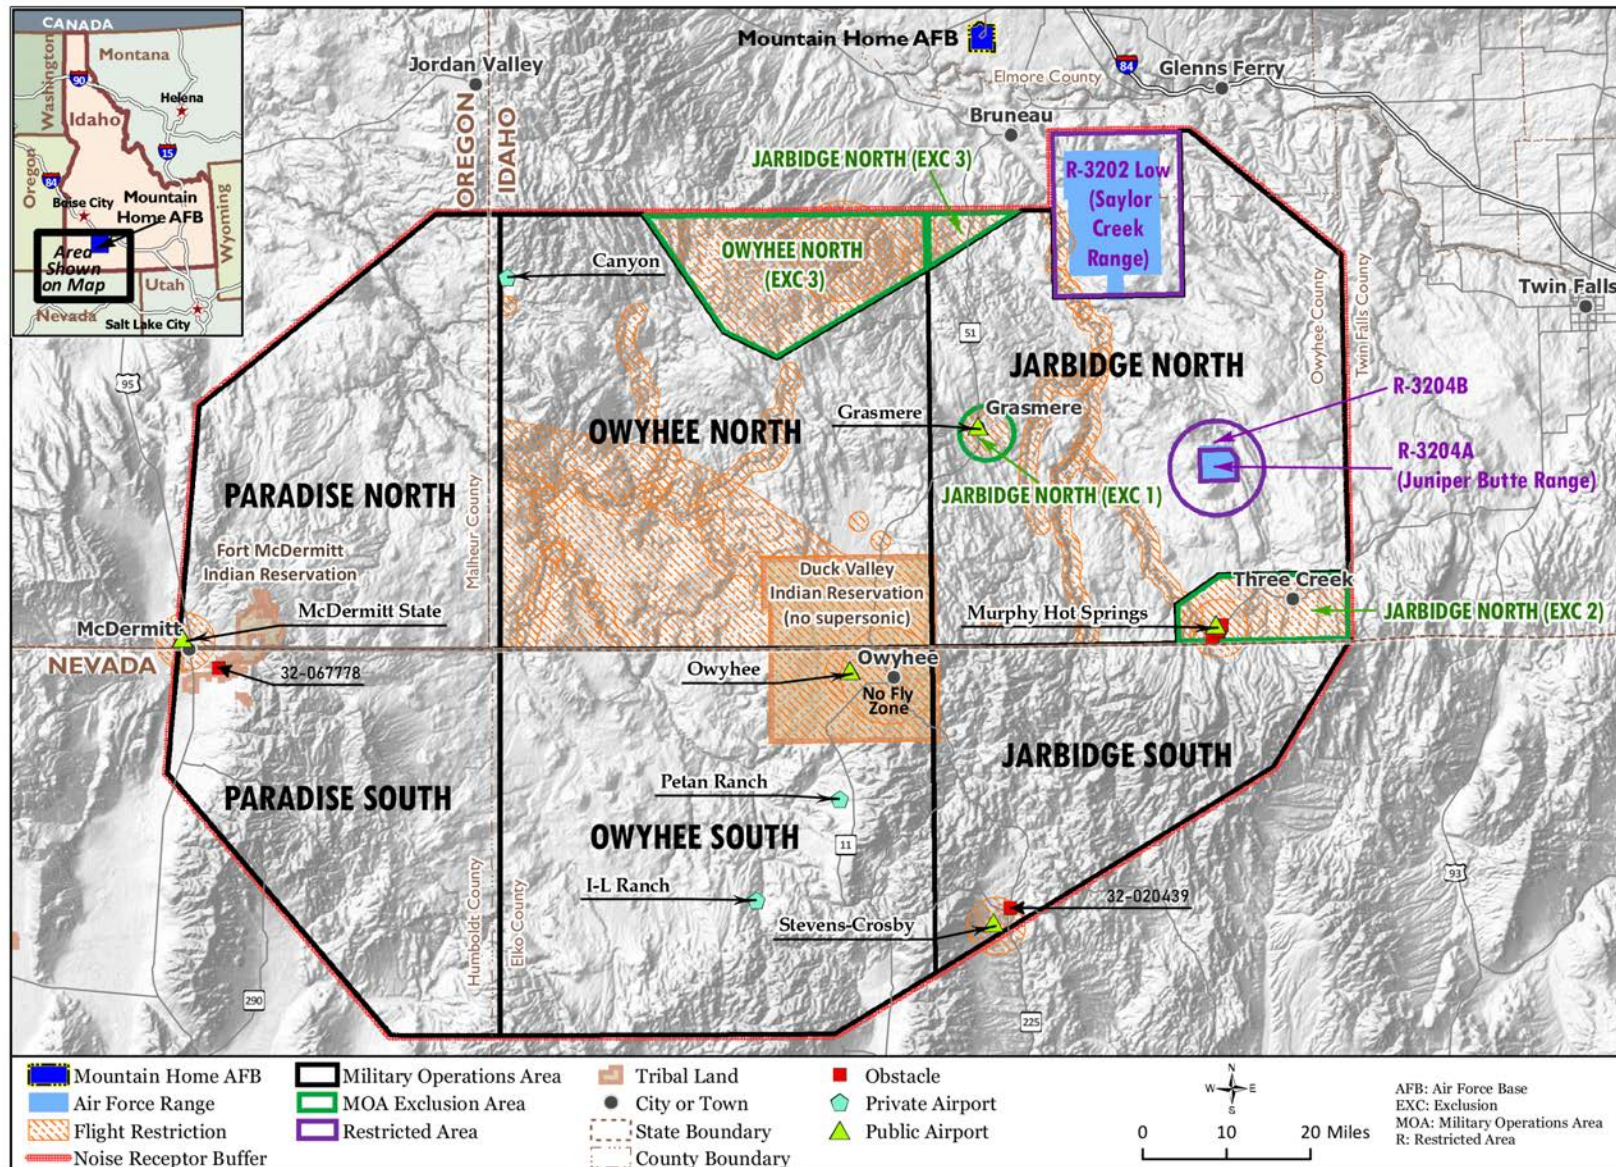 CANADA
Washington
Montana
90
Helena
Idaho
15
Oregon
84
Mountain
Home AFB
Boise City
Wyoming
Area
Shown
on Map
Utah
Nevada
Salt Lake City
Mountain Home AFB
Jordan Valley
84
Glenns Ferry
Elmore County
Bruneau
OREGON
IDAHO
JARBIDGE NORTH (EXC 3)
R-3202 Low
(Saylor
Creek
Range)
OWYHEE NORTH
(EXC 3)
Canyon
Twin Falls
Owyhee County
Twin Falls County
51
95
JARBIDGE NORTH
R-3204B
Grasmere
Grasmere
OWYHEE NORTH
R-3204A
(Juniper Butte Range)
JARBIDGE NORTH (EXC 1)
PARADISE NORTH
Malheur County
Fort McDermitt
Indian Reservation
Duck Valley
Indian Reservation
(no supersonic)
Three Creek
McDermitt State
Murphy Hot Springs
JARBIDGE NORTH (EXC 2)
McDermitt
NEVADA
32-067778
Owyhee
Owyhee
No Fly
Zone
JARBIDGE SOUTH
PARADISE SOUTH
Petan Ranch
OWYHEE SOUTH
11
93
Humboldt County
Elko County
I-L Ranch
32-020439
Stevens-Crosby
290
225
Mountain Home AFB
Air Force Range
Flight Restriction
Noise Receptor Buffer
Military Operations Area
MOA Exclusion Area
Restricted Area
Tribal Land
City or Town
State Boundary
County Boundary
Obstacle
Private Airport
Public Airport
N
W E
S
0 10 20 Miles
AFB: Air Force Base
EXC: Exclusion
MOA: Military Operations Area
R: Restricted Area